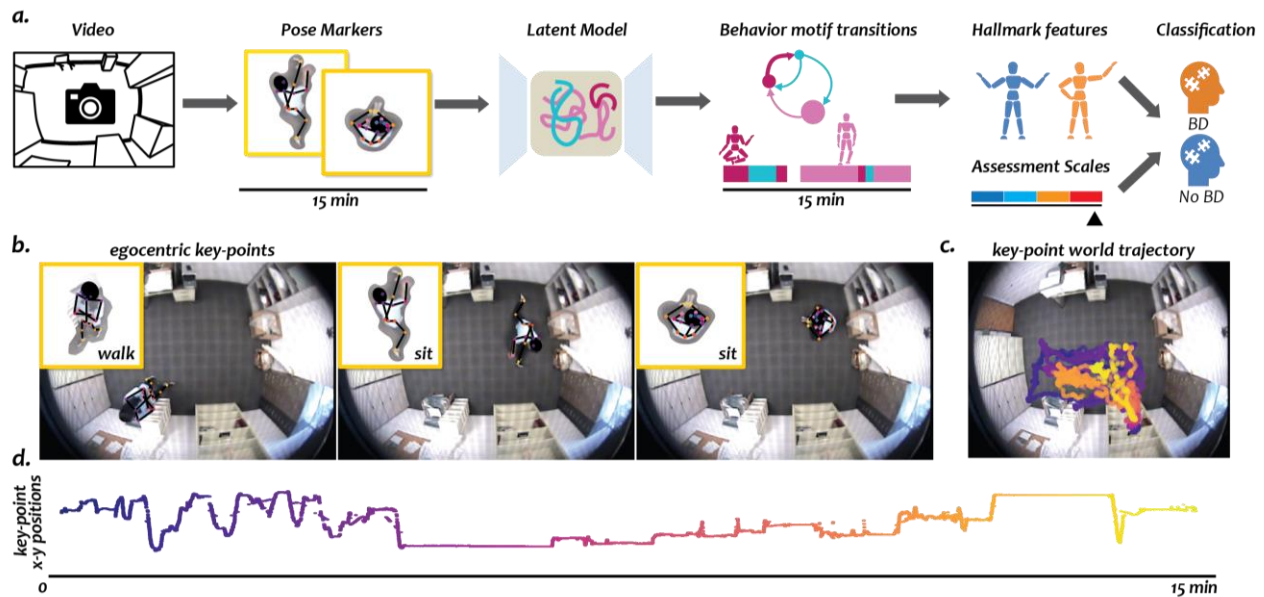 a.
Video
Pose Markers
Latent Model
Behavior motif transitions
Hallmark features
Classification
15 min
15 min
BD
Assessment Scales
No BD
b.
egocentric key-points
c.
key-point world trajectory
walk
sit
sit
d.
key-point
x-y positions
0
15 min